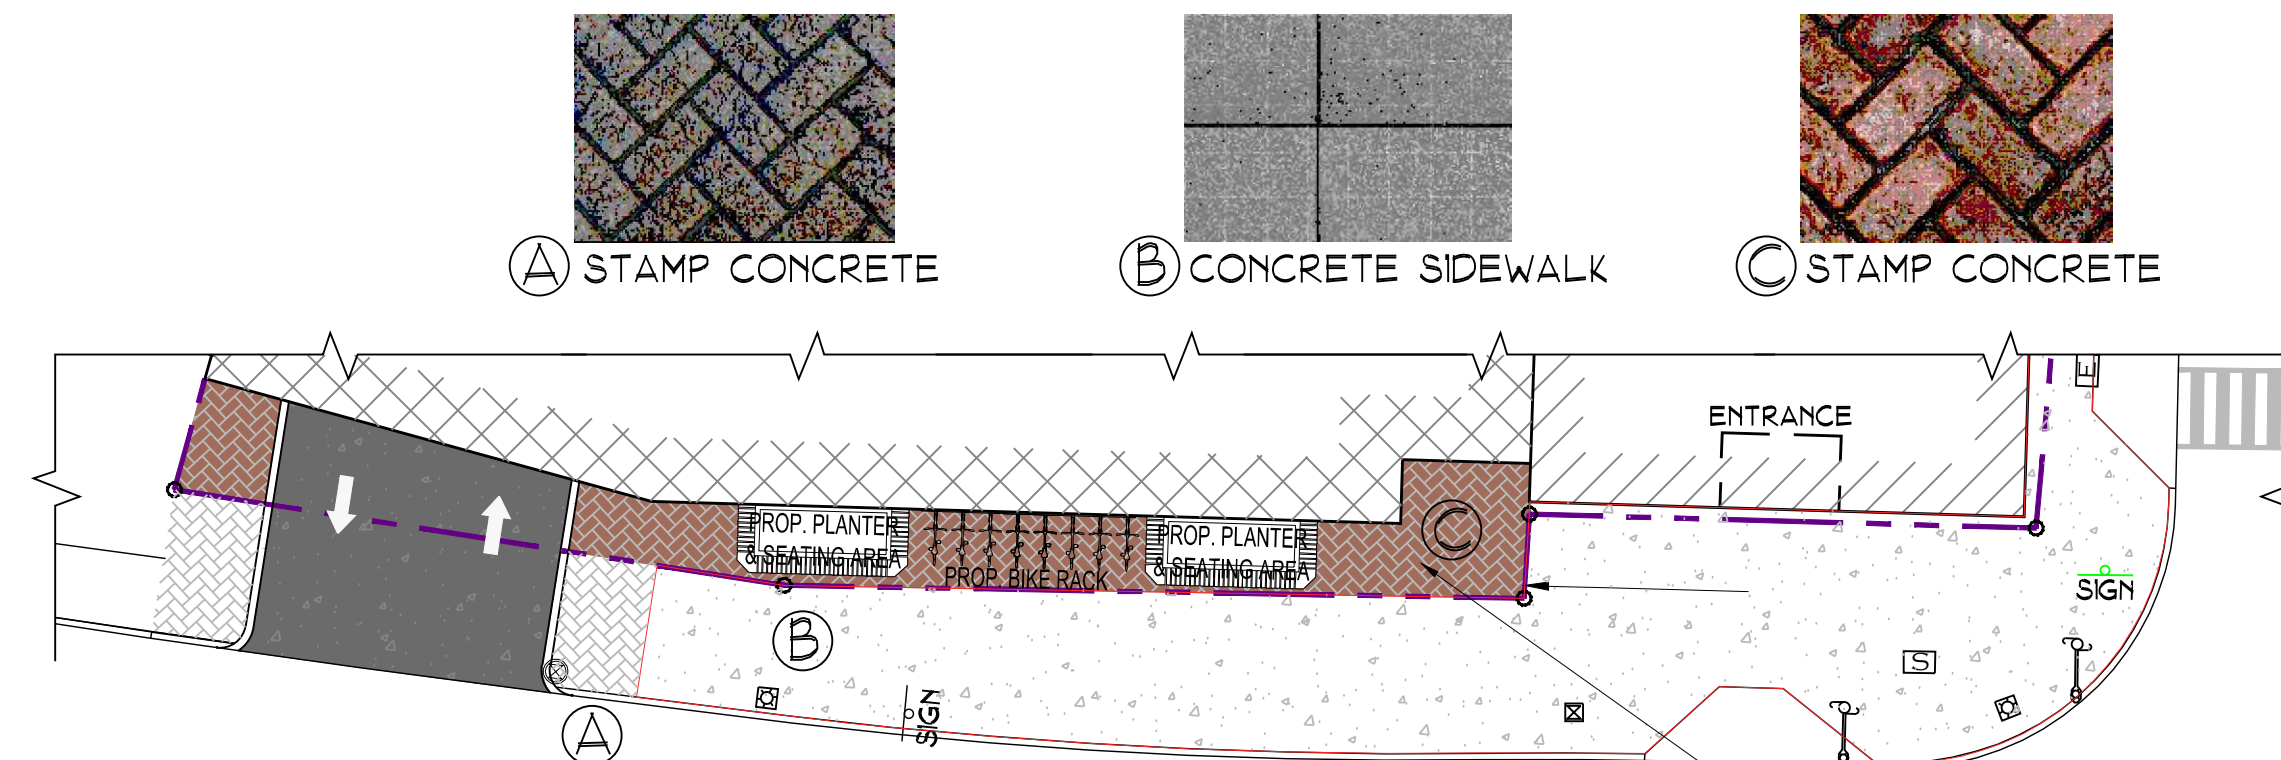 A STAMP CONCRETE
B CONCRETE SIDEWALK
C STAMP CONCRETE
E
ENTRANCE
PROP. PLANTER
& SEATING AREA
PROP. BIKE RACK
PROP. PLANTER
& SEATING AREA
C
SIGN
B
S
SIGN
A